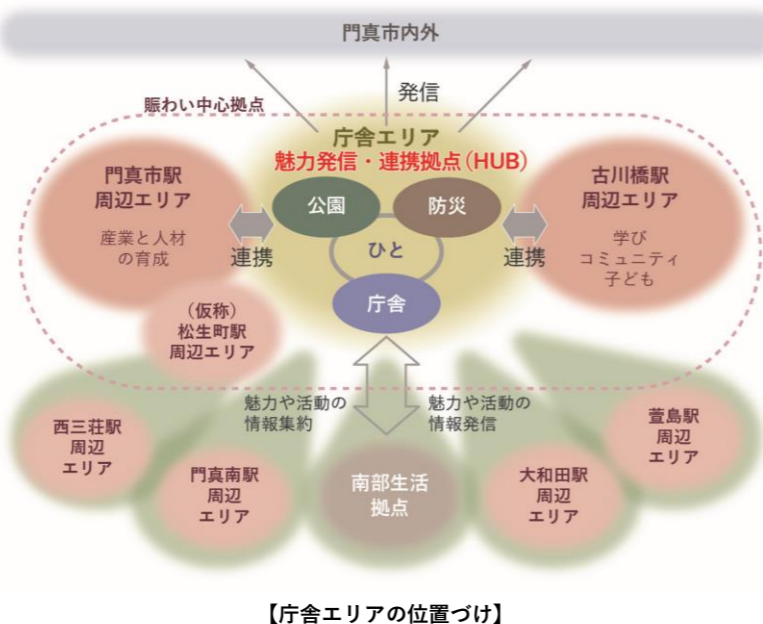 門真市内外
発信
賑わい中心拠点
庁舎エリア
魅力発信・連携拠点(HUB)
門真市駅
周辺エリア
産業と人材
の育成
連携
公園
防災
ひと
庁舎
連携
古川橋駅
周辺エリア
学び
コミュニティ
子ども
(仮称)
松生町駅
周辺エリア
魅力や活動の
情報集約
魅力や活動の
情報発信
西三荘駅
周辺
エリア
門真南駅
周辺
エリア
南部生活
拠点
大和田駅
周辺
エリア
萱島駅
周辺
エリア
【庁舎エリアの位置づけ】